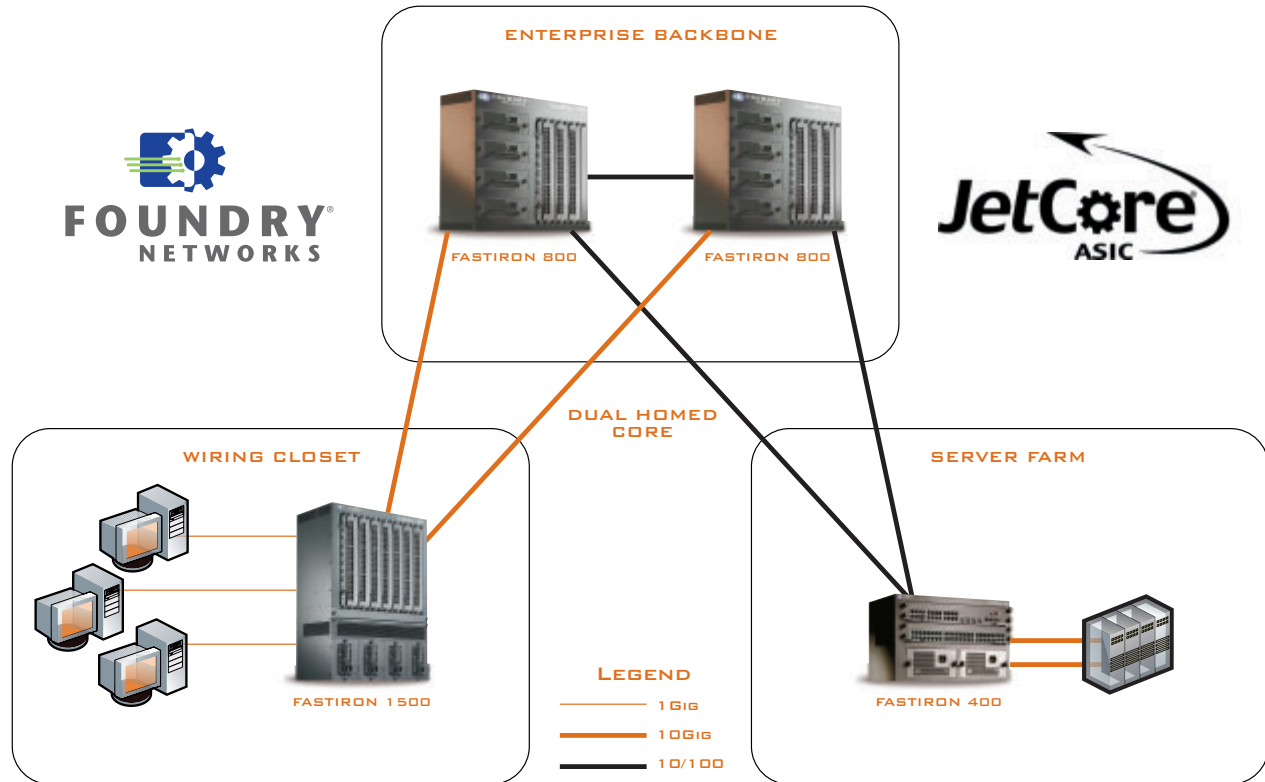 ENTERPRISE BACKBONE
FOUNDRY®
NETWORKS
JetCore
ASIC
FASTIRON 800
FASTIRON 800
DUAL HOMED
CORE
WIRING CLOSET
SERVER FARM
FASTIRON 1500
FASTIRON 400
LEGEND
1GIG
10GIG
10/100